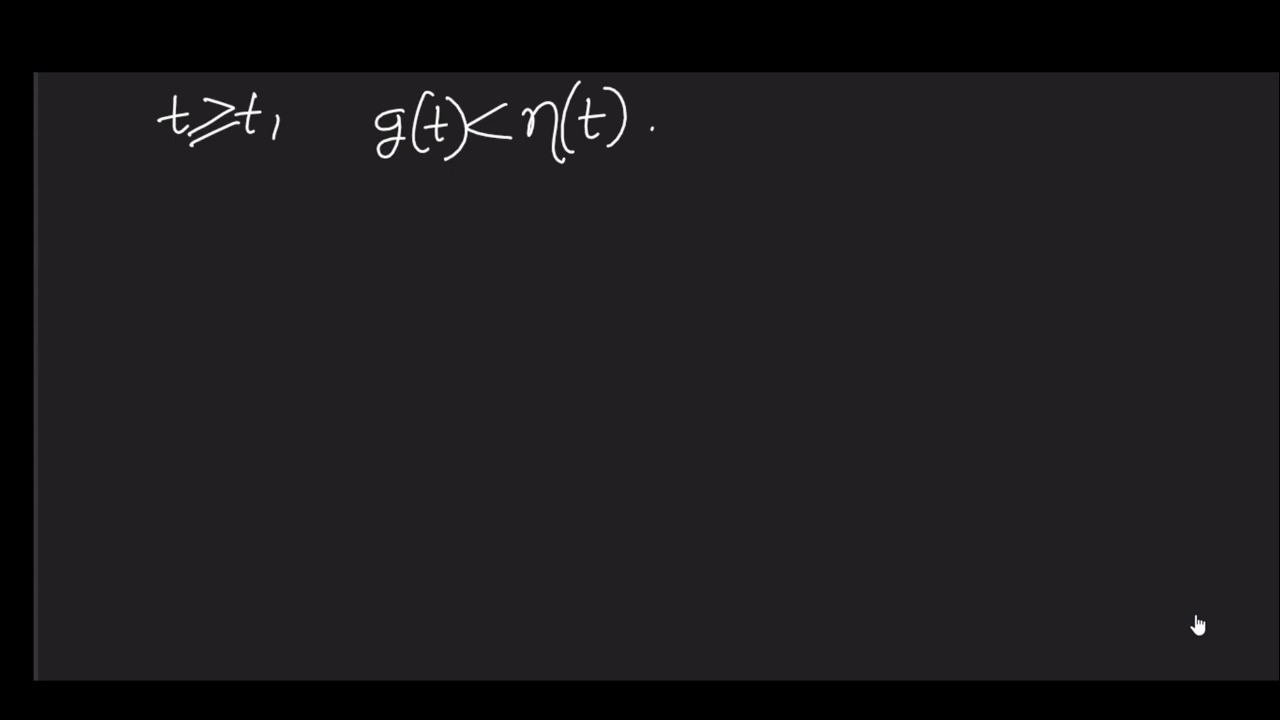 t ≥ t₁ g(t) < η(t).